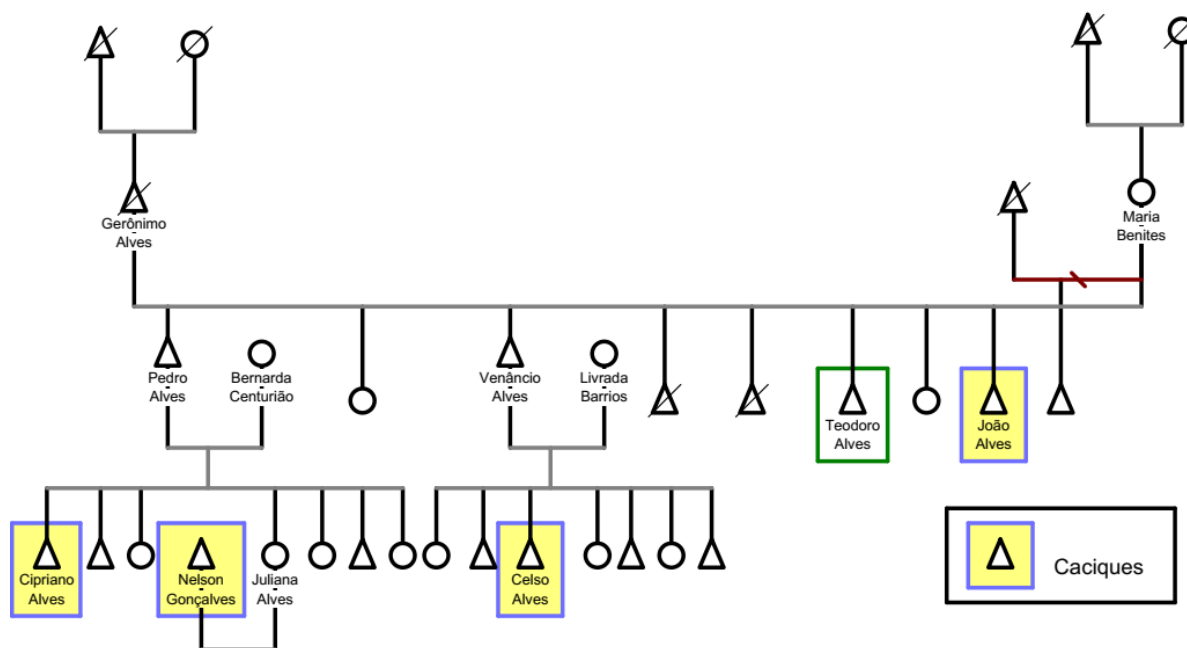 Gerônimo
Alves
Maria
Benites
Pedro
Alves
Bernarda
Centurião
Venâncio
Alves
Livrada
Barrios
Teodoro
Alves
João
Alves
Cipriano
Alves
Nelson
Gonçalves
Juliana
Alves
Celso
Alves
Caciques